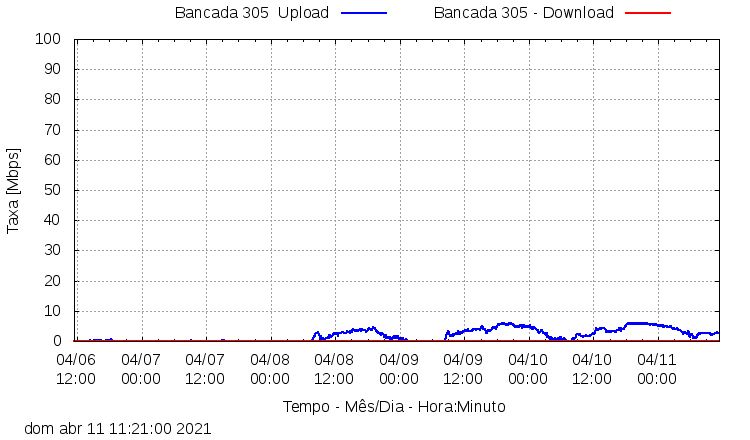 Bancada 305  Upload
Bancada 305 - Download
100
90
80
70
60
50
40
30
20
10
0
Taxa [Mbps]
04/06 04/07 04/07 04/08 04/08 04/09 04/09 04/10 04/10 04/11
12:00 00:00 12:00 00:00 12:00 00:00 12:00 00:00 12:00 00:00
Tempo - Mês/Dia - Hora:Minuto
dom abr 11 11:21:00 2021